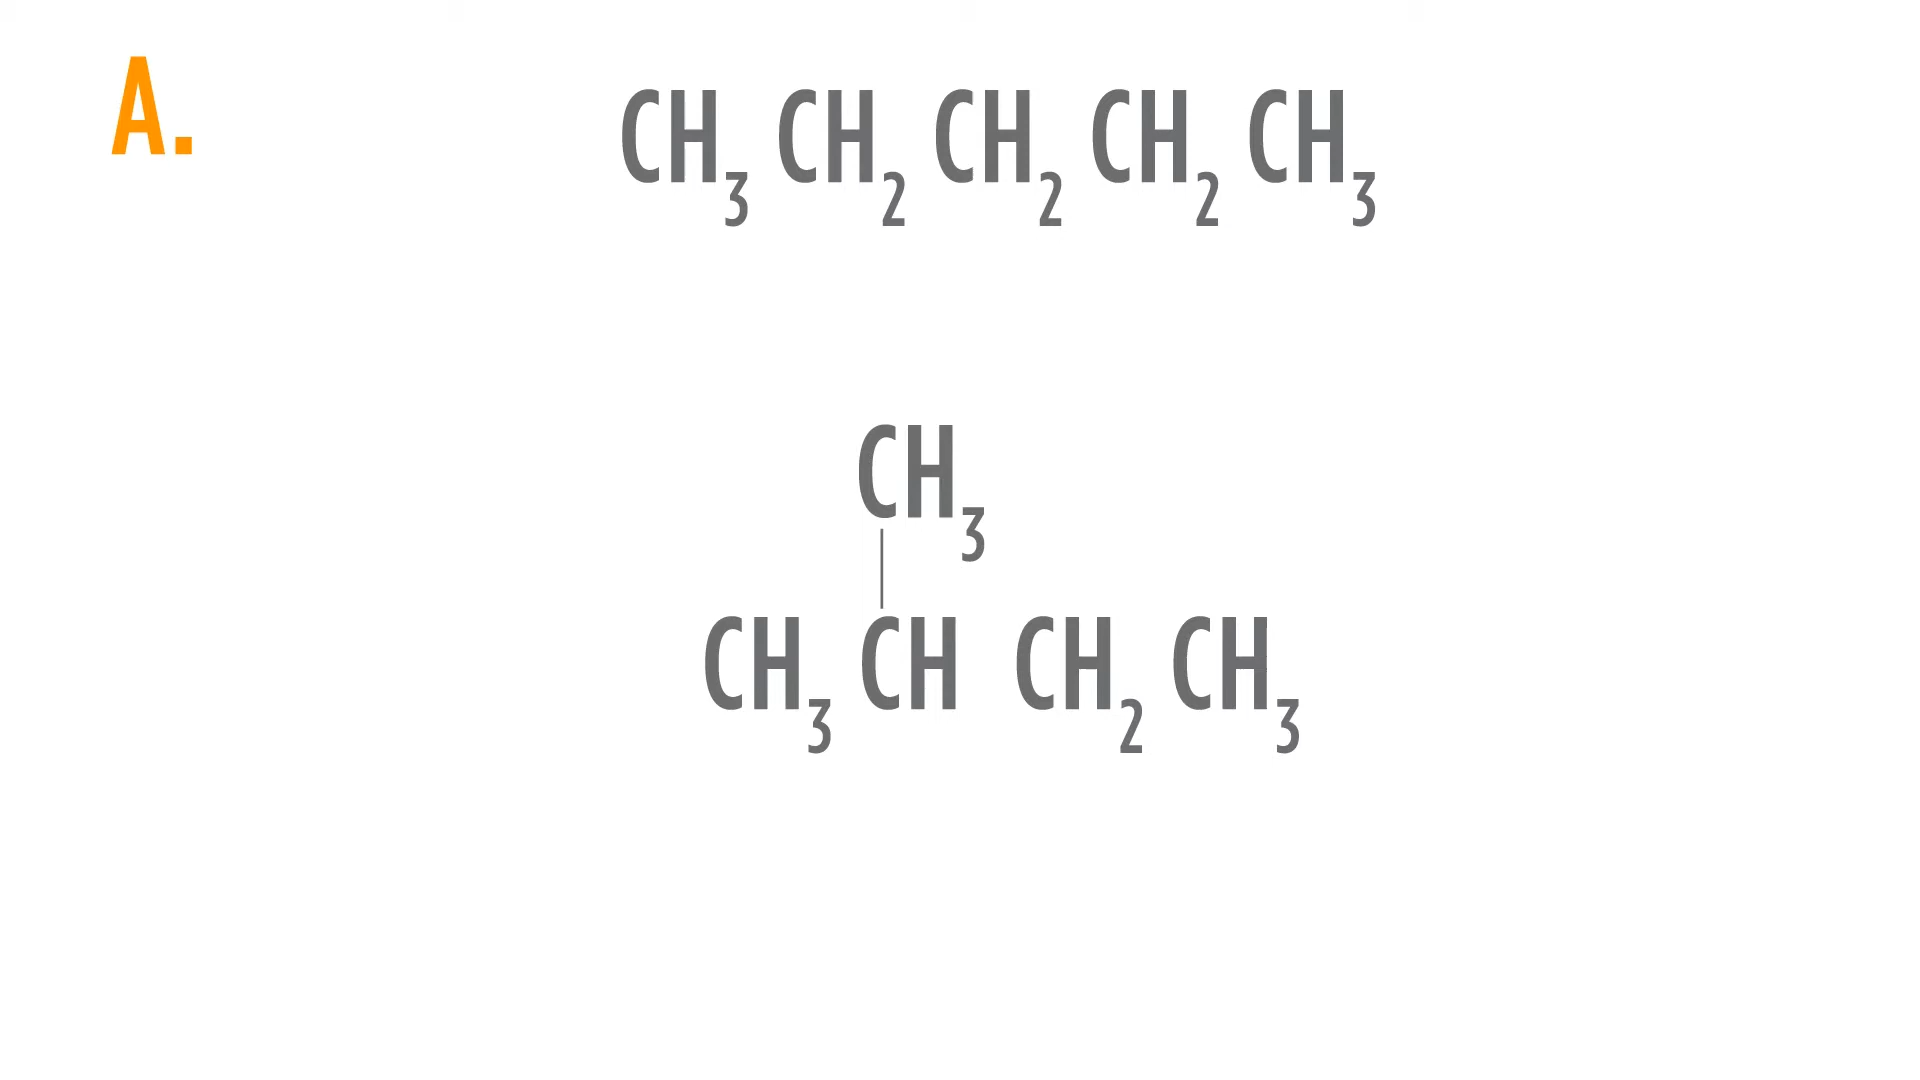 A.
CH₃ CH₂ CH₂ CH₂ CH₃
CH₃
CH₃ CH CH₂ CH₃